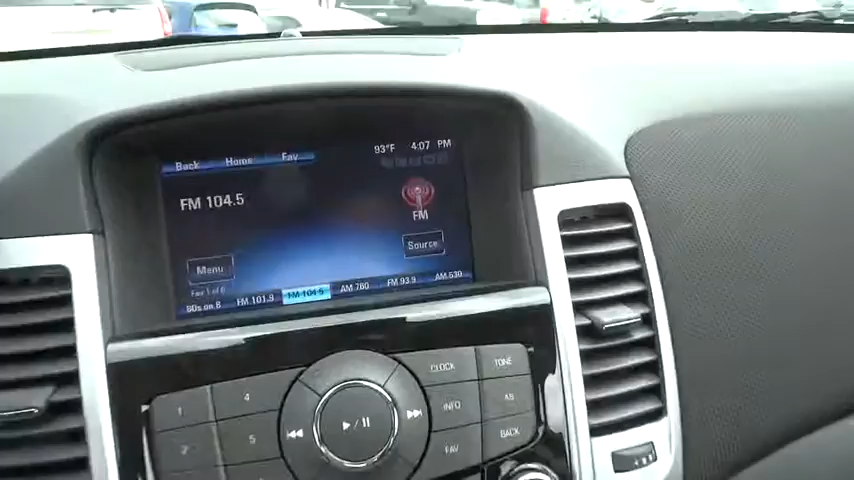 Back Home Fav 93°F 4:07 PM
FM 104.5
FM
Menu Source
Fav 1 of 6
80s on 8 FM 101.9 FM 104.5 AM 760 FM 93.9 AM 530
CLOCK TONE
1 4 INFO AS
2 5 FAV BACK